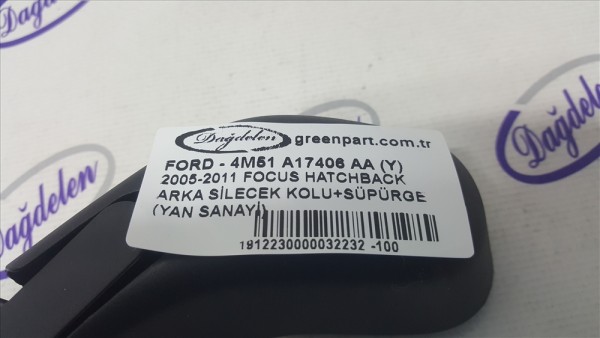 Dağdelen
Dağdelen
Dağdelen
Dağdelen greenpart.com.tr
FORD - 4M51 A17406 AA (Y)
2005-2011 FOCUS HATCHBACK
ARKA SİLECEK KOLU+SÜPÜRGE
(YAN SANAYİ)
1912230000032232 -100
Dağdelen